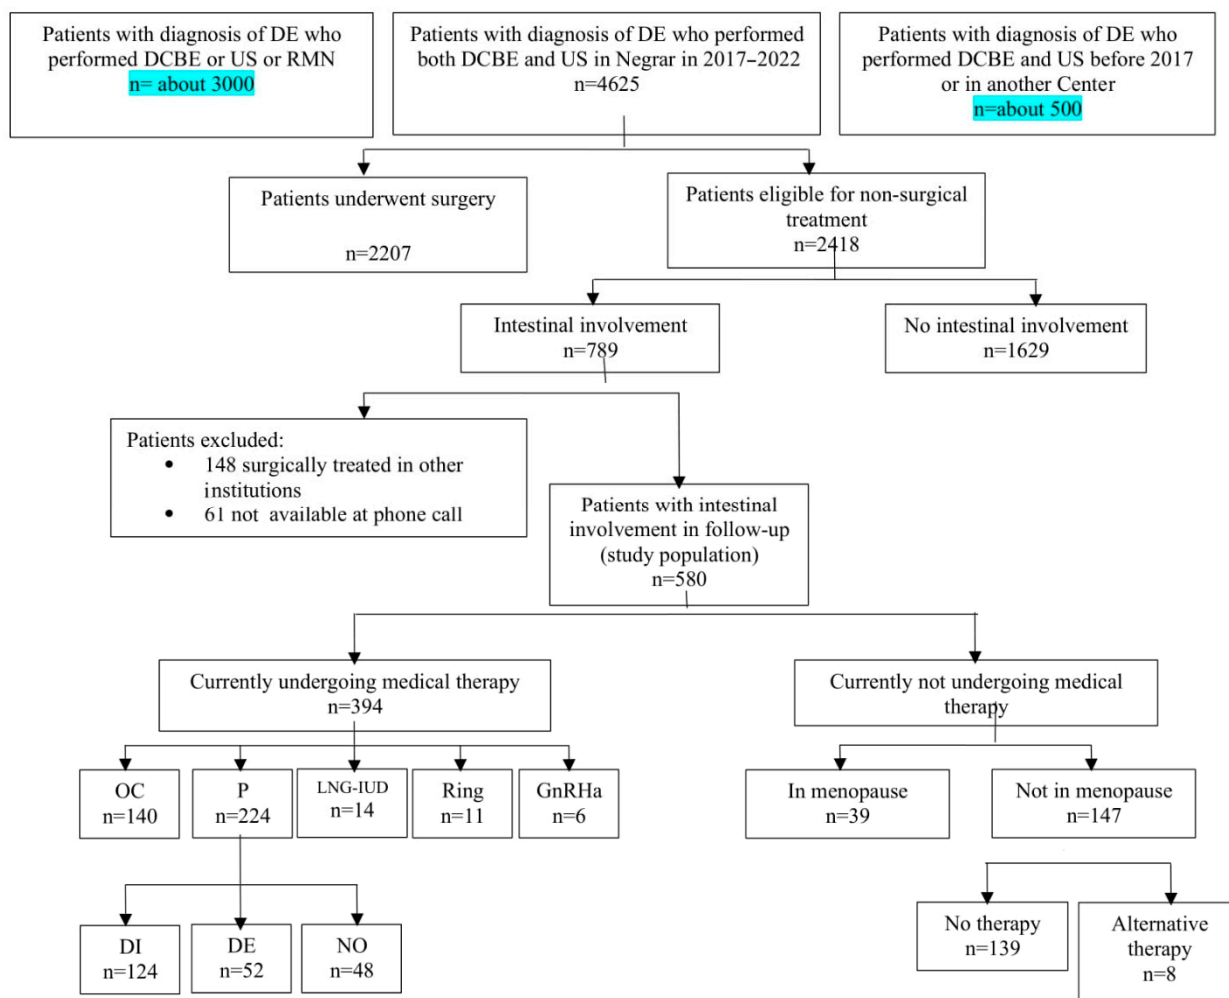 Patients with diagnosis of DE who
performed DCBE or US or RMN
n= about 3000
Patients with diagnosis of DE who performed
both DCBE and US in Negrar in 2017–2022
n=4625
Patients with diagnosis of DE who
performed DCBE and US before 2017
or in another Center
n=about 500
Patients underwent surgery
n=2207
Patients eligible for non-surgical
treatment
n=2418
Intestinal involvement
n=789
No intestinal involvement
n=1629
Patients excluded:
• 148 surgically treated in other
institutions
• 61 not available at phone call
Patients with intestinal
involvement in follow-up
(study population)
n=580
Currently undergoing medical therapy
n=394
Currently not undergoing medical
therapy
OC
n=140
P
n=224
LNG-IUD
n=14
Ring
n=11
GnRHa
n=6
In menopause
n=39
Not in menopause
n=147
DI
n=124
DE
n=52
NO
n=48
No therapy
n=139
Alternative
therapy
n=8